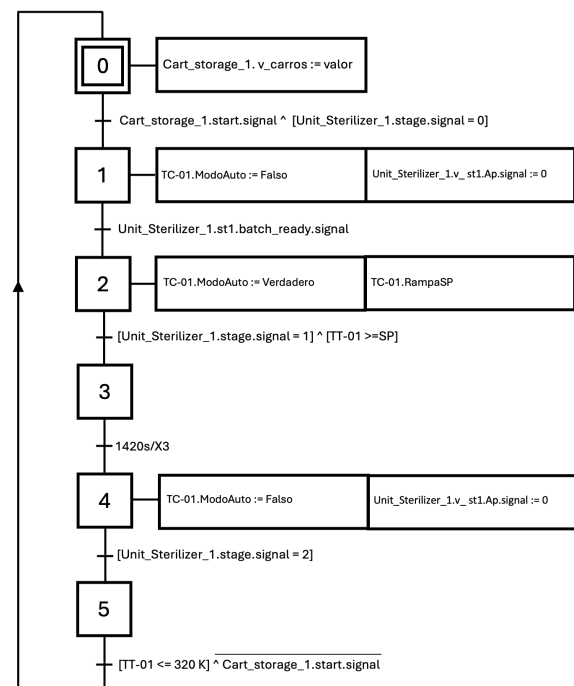 0
Cart_storage_1. v_carros := valor
Cart_storage_1.start.signal ^ [Unit_Sterilizer_1.stage.signal = 0]
1
TC-01.ModoAuto := Falso
Unit_Sterilizer_1.v_ st1.Ap.signal := 0
Unit_Sterilizer_1.st1.batch_ready.signal
2
TC-01.ModoAuto := Verdadero
TC-01.RampaSP
[Unit_Sterilizer_1.stage.signal = 1] ^ [TT-01 >=SP]
3
1420s/X3
4
TC-01.ModoAuto := Falso
Unit_Sterilizer_1.v_ st1.Ap.signal := 0
[Unit_Sterilizer_1.stage.signal = 2]
5
[TT-01 <= 320 K] ^ Cart_storage_1.start.signal